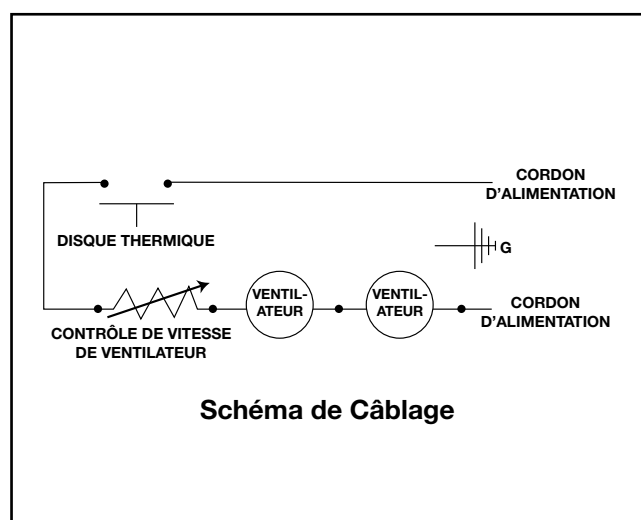 CORDON
D'ALIMENTATION
DISQUE THERMIQUE
G
VENTIL-
ATEUR
VENTIL-
ATEUR
CORDON
D'ALIMENTATION
CONTRÔLE DE VITESSE
DE VENTILATEUR
Schéma de Câblage